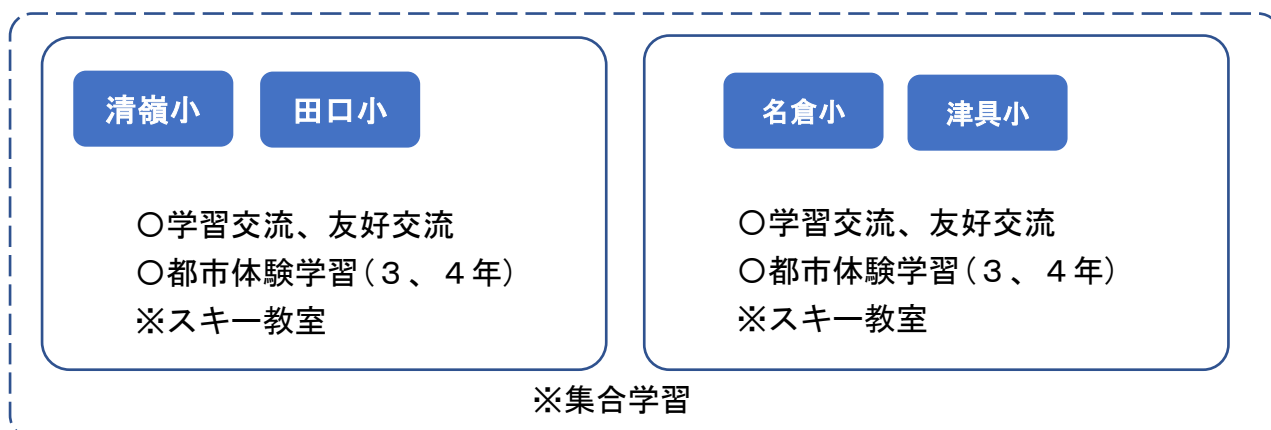 清嶺小
田口小
〇学習交流、友好交流
〇都市体験学習(３、４年)
※スキー教室
名倉小
津具小
〇学習交流、友好交流
〇都市体験学習(３、４年)
※スキー教室
※集合学習